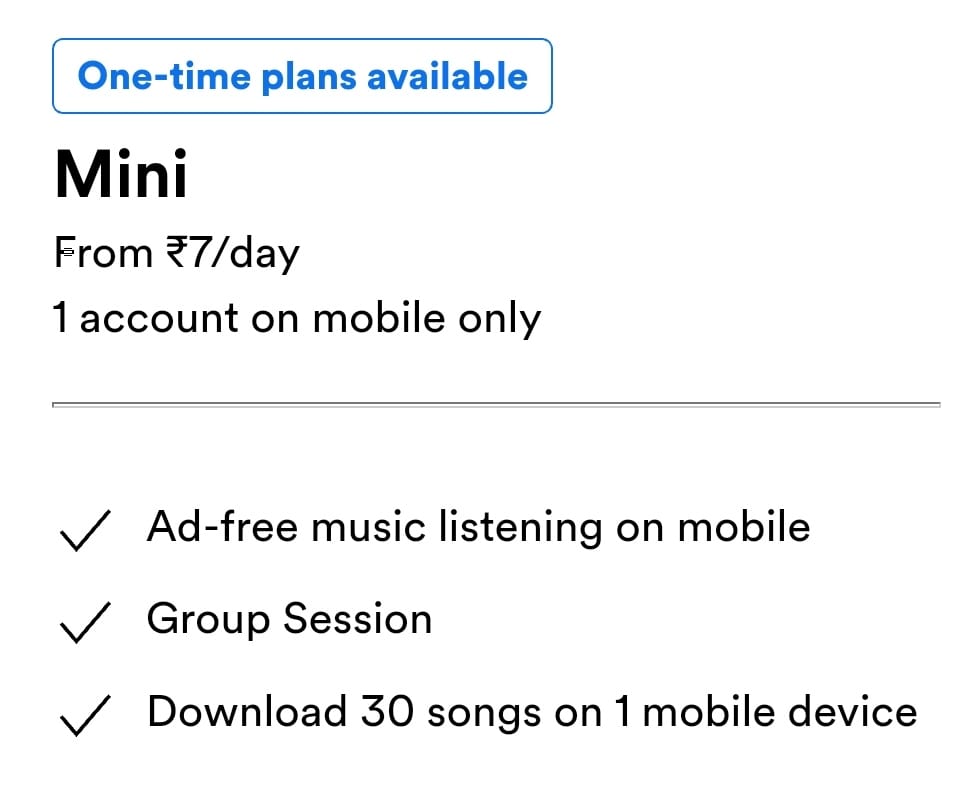 One-time plans available
Mini
From ₹7/day
1 account on mobile only
Ad-free music listening on mobile
Group Session
Download 30 songs on 1 mobile device